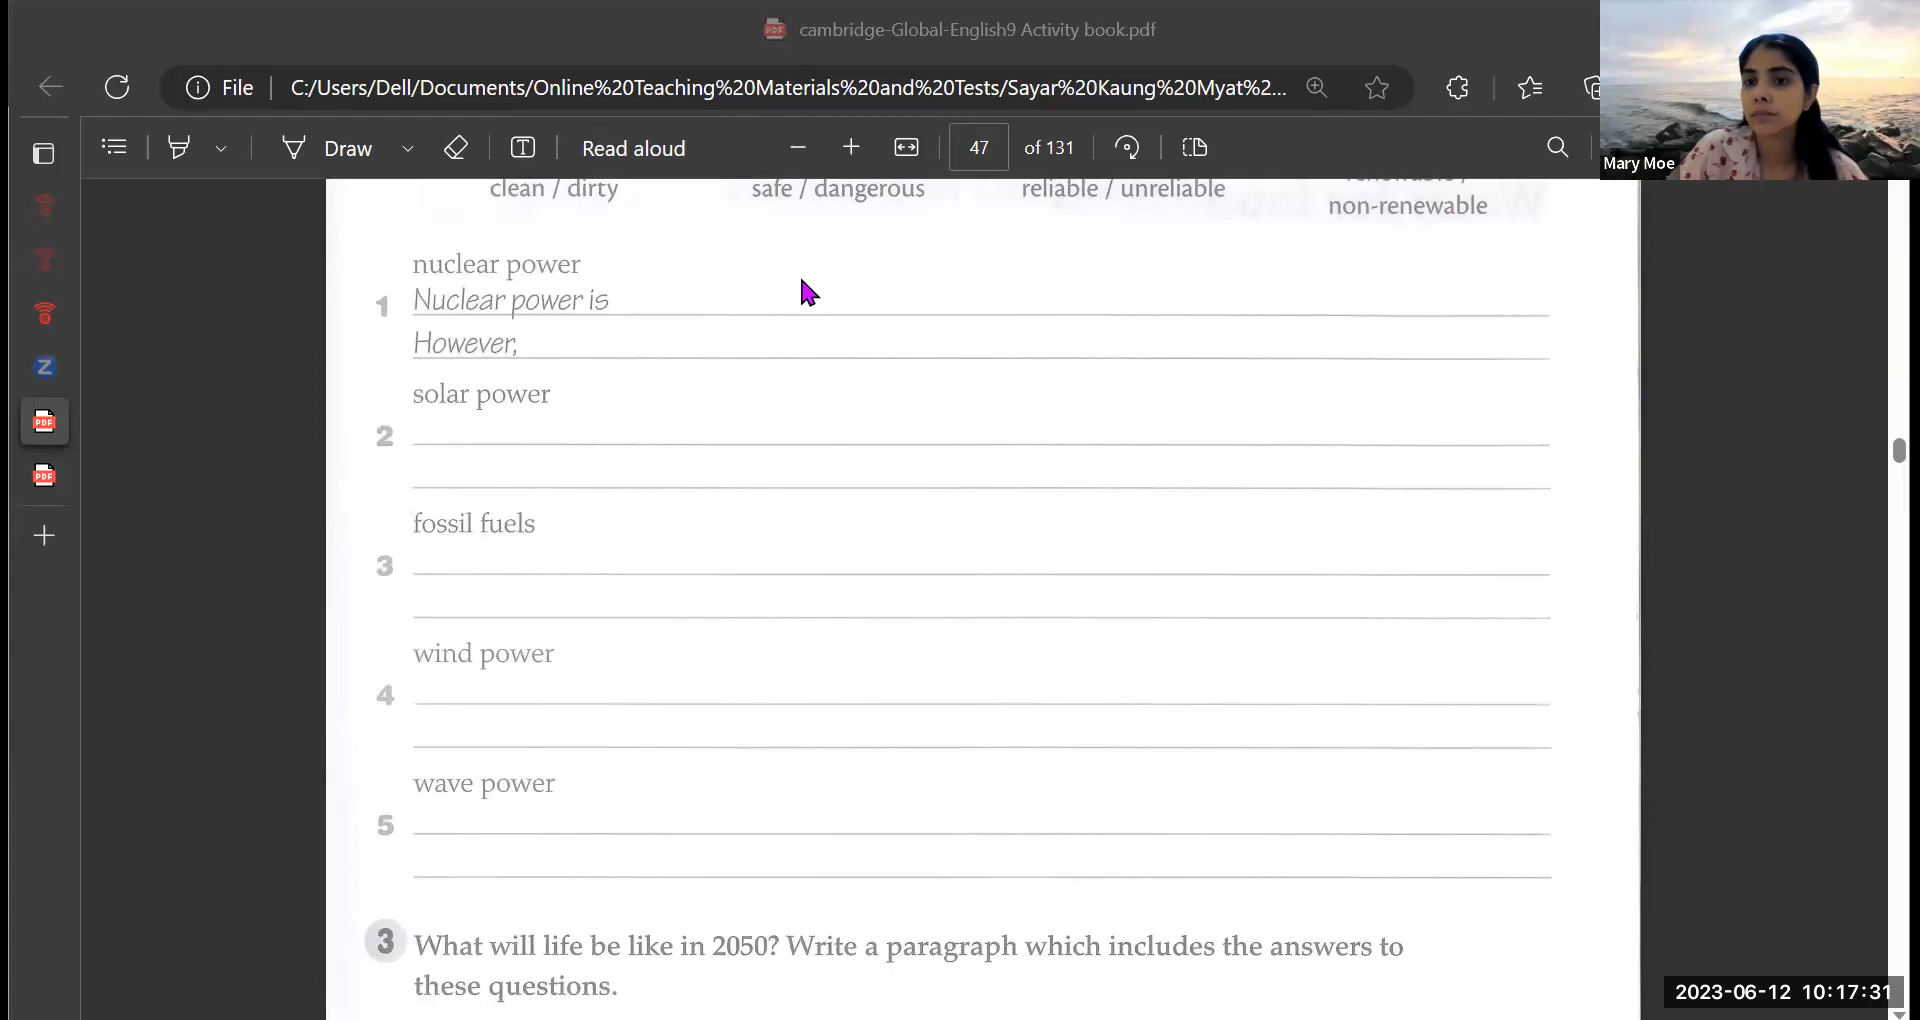 cambridge-Global-English9 Activity book.pdf
File
C:/Users/Dell/Documents/Online%20Teaching%20Materials%20and%20Tests/Sayar%20Kaung%20Myat%2...
Mary Moe
Draw
Read aloud
47
of 131
clean / dirty
safe / dangerous
reliable / unreliable
non-renewable
nuclear power
1 Nuclear power is
However,
solar power
2
fossil fuels
3
wind power
4
wave power
5
3 What will life be like in 2050? Write a paragraph which includes the answers to
these questions.
2023-06-12 10:17:31